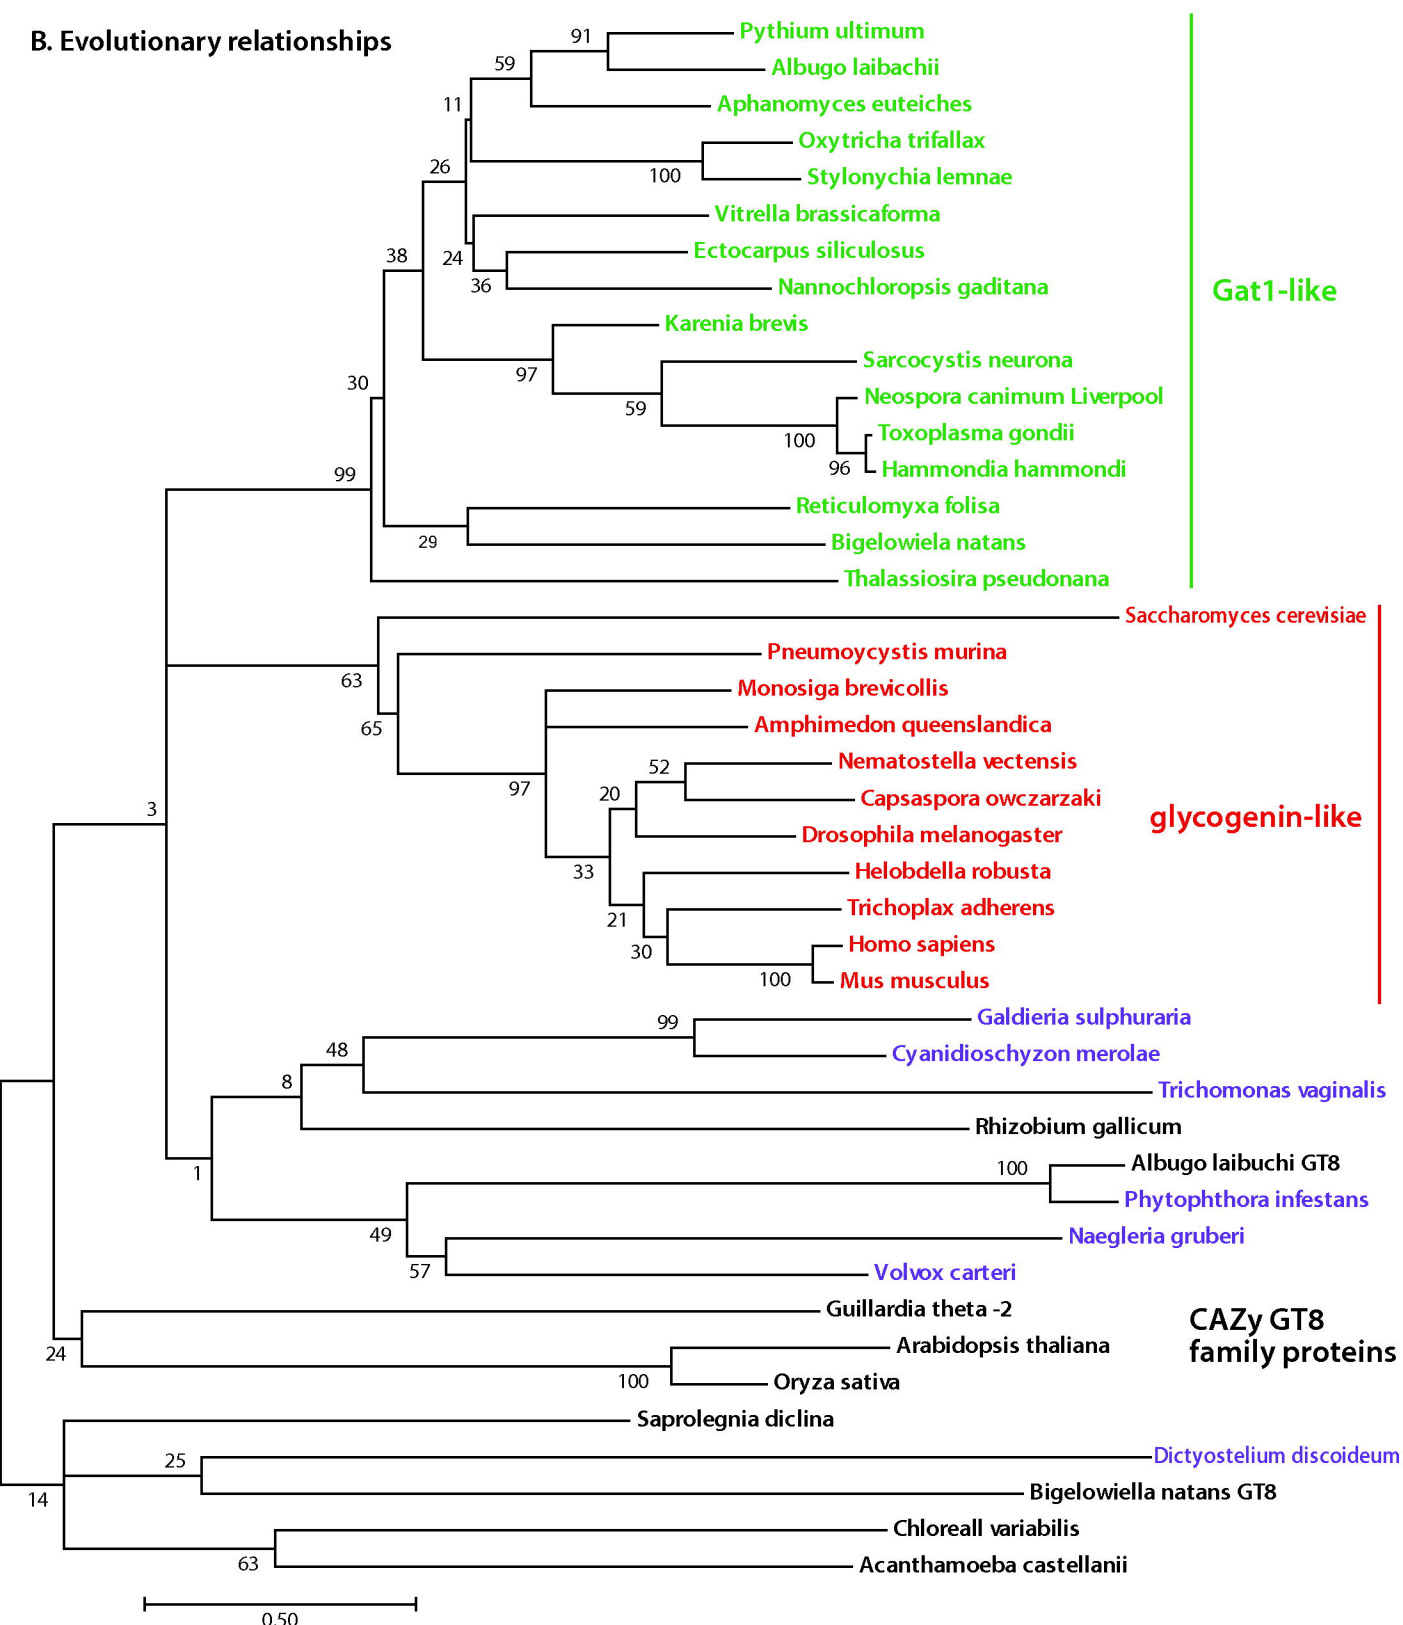 B. Evolutionary relationships
91
Pythium ultimum
59
Albugo laibachii
11
Aphanomyces euteiches
Oxytricha trifallax
100
Stylonychia lemnae
26
Vitrella brassicaforma
38
24
Ectocarpus siliculosus
36
Nannochloropsis gaditana
Gat1-like
Karenia brevis
97
Sarcocystis neurona
30
59
Neospora canimum Liverpool
100
Toxoplasma gondii
96
Hammondia hammondi
99
Reticulomyxa folisa
29
Bigelowiela natans
Thalassiosira pseudonana
Saccharomyces cerevisiae
63
Pneumoycystis murina
65
Monosiga brevicollis
Amphimedon queenslandica
97
52
Nematostella vectensis
20
Capsaspora owczarzaki
3
glycogenin-like
Drosophila melanogaster
33
Helobdella robusta
21
Trichoplax adherens
30
Homo sapiens
100
Mus musculus
99
Galdieria sulphuraria
48
Cyanidioschyzon merolae
8
Trichomonas vaginalis
Rhizobium gallicum
1
100
Albugo laibuchi GT8
Phytophthora infestans
49
Naegleria gruberi
57
Volvox carteri
Guillardia theta -2
CAZy GT8
family proteins
24
Arabidopsis thaliana
100
Oryza sativa
Saprolegnia diclina
25
Dictyostelium discoideum
14
Bigelowiella natans GT8
Chloreall variabilis
63
Acanthamoeba castellanii
0.50